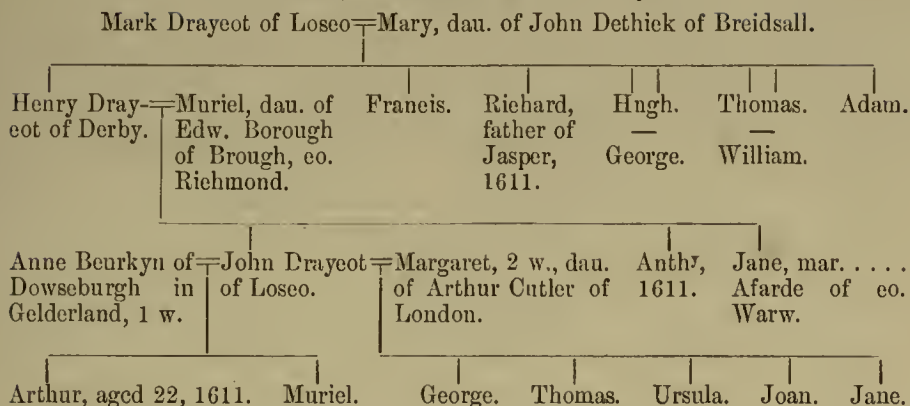 Mark Draycot of Losco=Mary, dau. of John Dethick of Breidsall.
Henry Dray-
cot of Derby.
=Muriel, dau. of
Edw. Borough
of Brough, co.
Richmond.
Francis.
Richard,
father of
Jasper,
1611.
Hugh.
—
George.
Thomas.
—
William.
Adam.
Anne Beurkyn of
Dowseburgh in
Gelderland, 1 w.
=John Draycot=
of Losco.
Margaret, 2 w., dau.
of Arthur Cutler of
London.
Anthʸ,
1611.
Jane, mar. . . . . .
Afarde of co.
Warw.
Arthur, aged 22, 1611.
Muriel.
George.
Thomas.
Ursula.
Joan.
Jane.